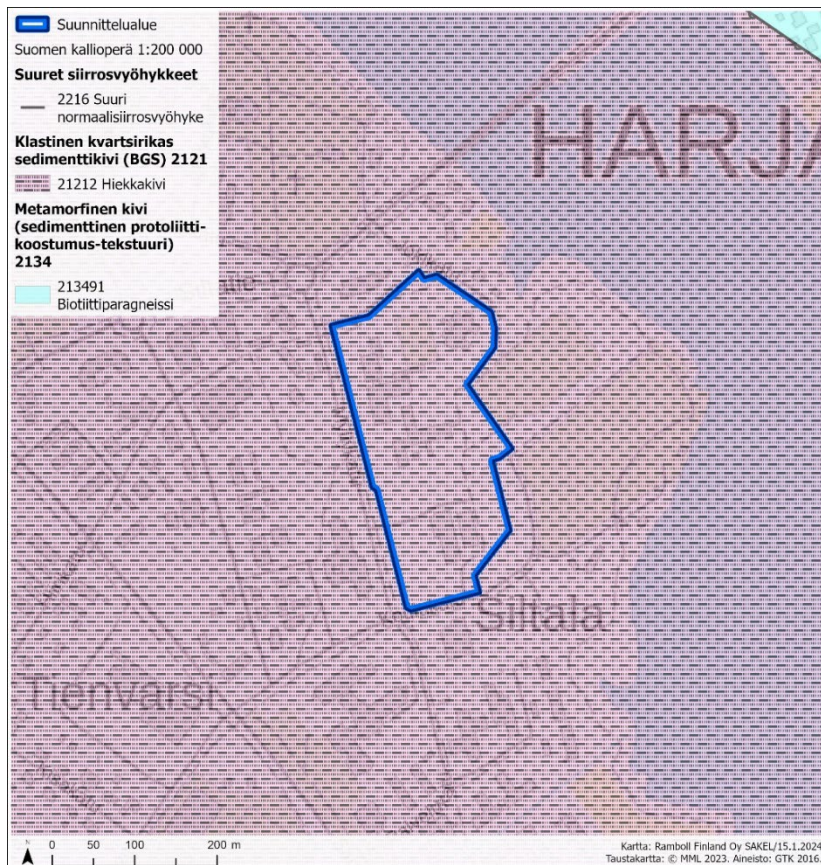 Suunnittelualue
Suomen kallioperä 1:200 000
Suuret siirrosvyöhykkeet
2216 Suuri
normaalisiirrosvyöhyke
Klastinen kvartsirikas
sedimenttikivi (BGS) 2121
21212 Hiekkakivi
Metamorfinen kivi
(sedimenttinen protoliitti-
koostumus-tekstuuri)
2134
213491
Biotiittiparagneissi
HARJA
Siltala
Tienvarsi
N
0 50 100 200 m
Kartta: Ramboll Finland Oy SAKEL/15.1.2024
Taustakartta: © MML 2023. Aineisto: GTK 2016